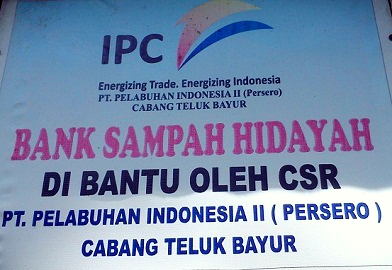 IPC
Energizing Trade. Energizing Indonesia
PT. PELABUHAN INDONESIA II (Persero)
CABANG TELUK BAYUR
BANK SAMPAH HIDAYAH
DI BANTU OLEH CSR
PT. PELABUHAN INDONESIA II ( PERSERO )
CABANG TELUK BAYUR